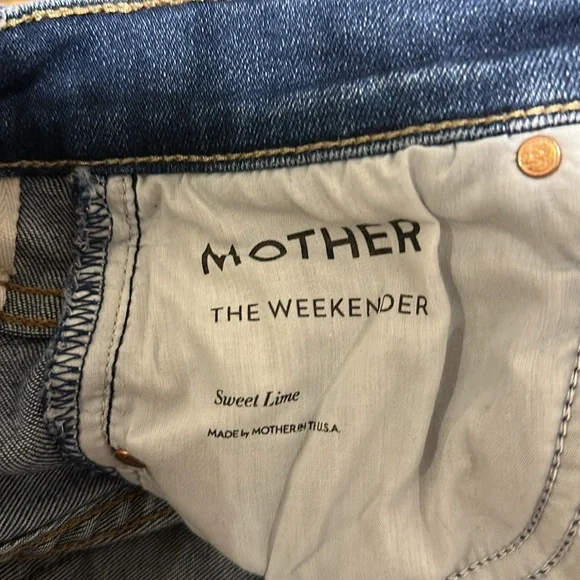 MOTHER
THE WEEKENDER
Sweet Lime
MADE by MOTHER IN T U.S.A.